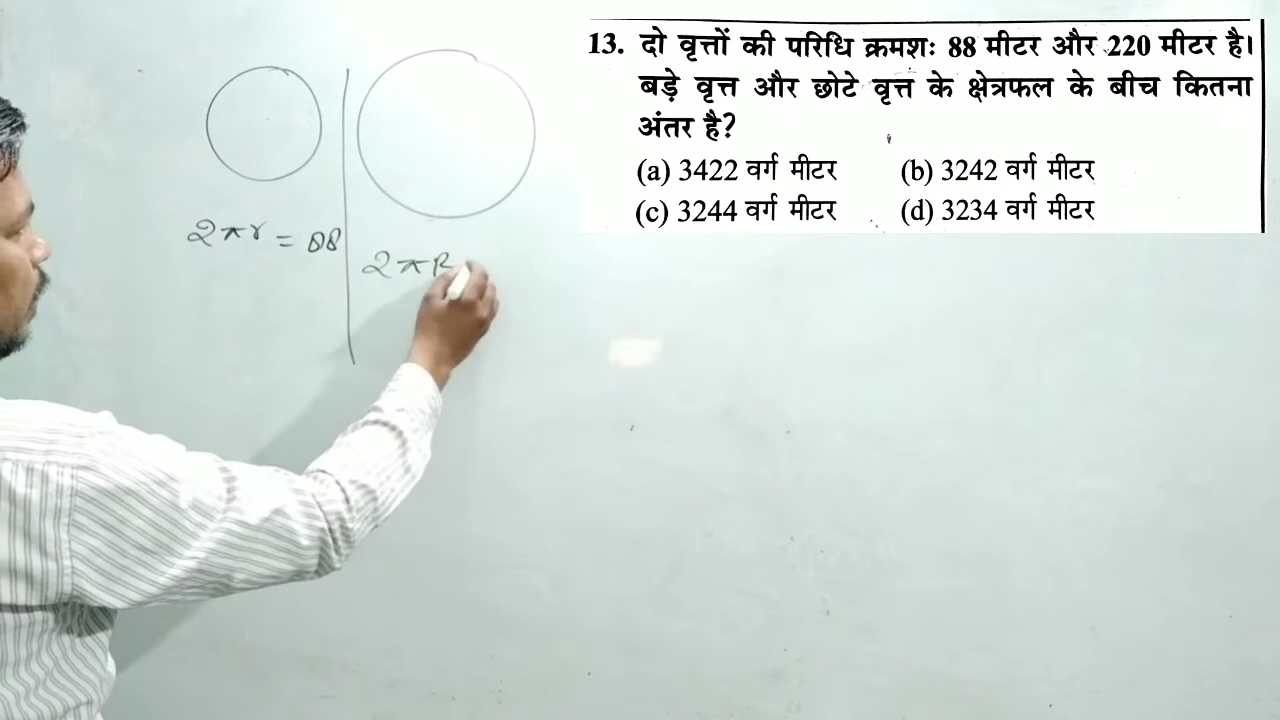 13. दो वृत्तों की परिधि क्रमशः 88 मीटर और 220 मीटर है।
बड़े वृत्त और छोटे वृत्त के क्षेत्रफल के बीच कितना
अंतर है?
(a) 3422 वर्ग मीटर (b) 3242 वर्ग मीटर
(c) 3244 वर्ग मीटर (d) 3234 वर्ग मीटर
2πr = 88
2πR